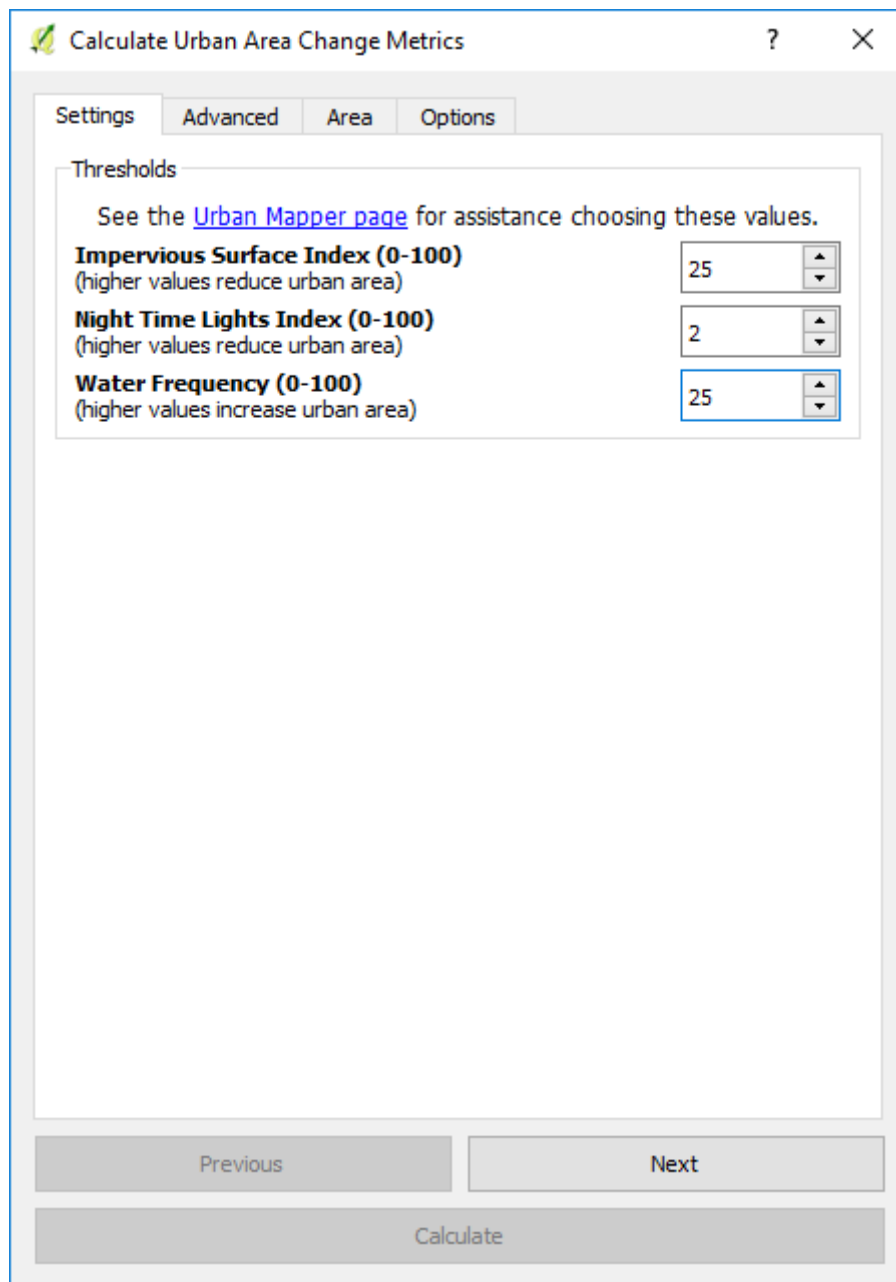 Calculate Urban Area Change Metrics
Settings Advanced Area Options
Thresholds
See the Urban Mapper page for assistance choosing these values.
Impervious Surface Index (0-100)
(higher values reduce urban area)
25
Night Time Lights Index (0-100)
(higher values reduce urban area)
2
Water Frequency (0-100)
(higher values increase urban area)
25
Previous Next
Calculate